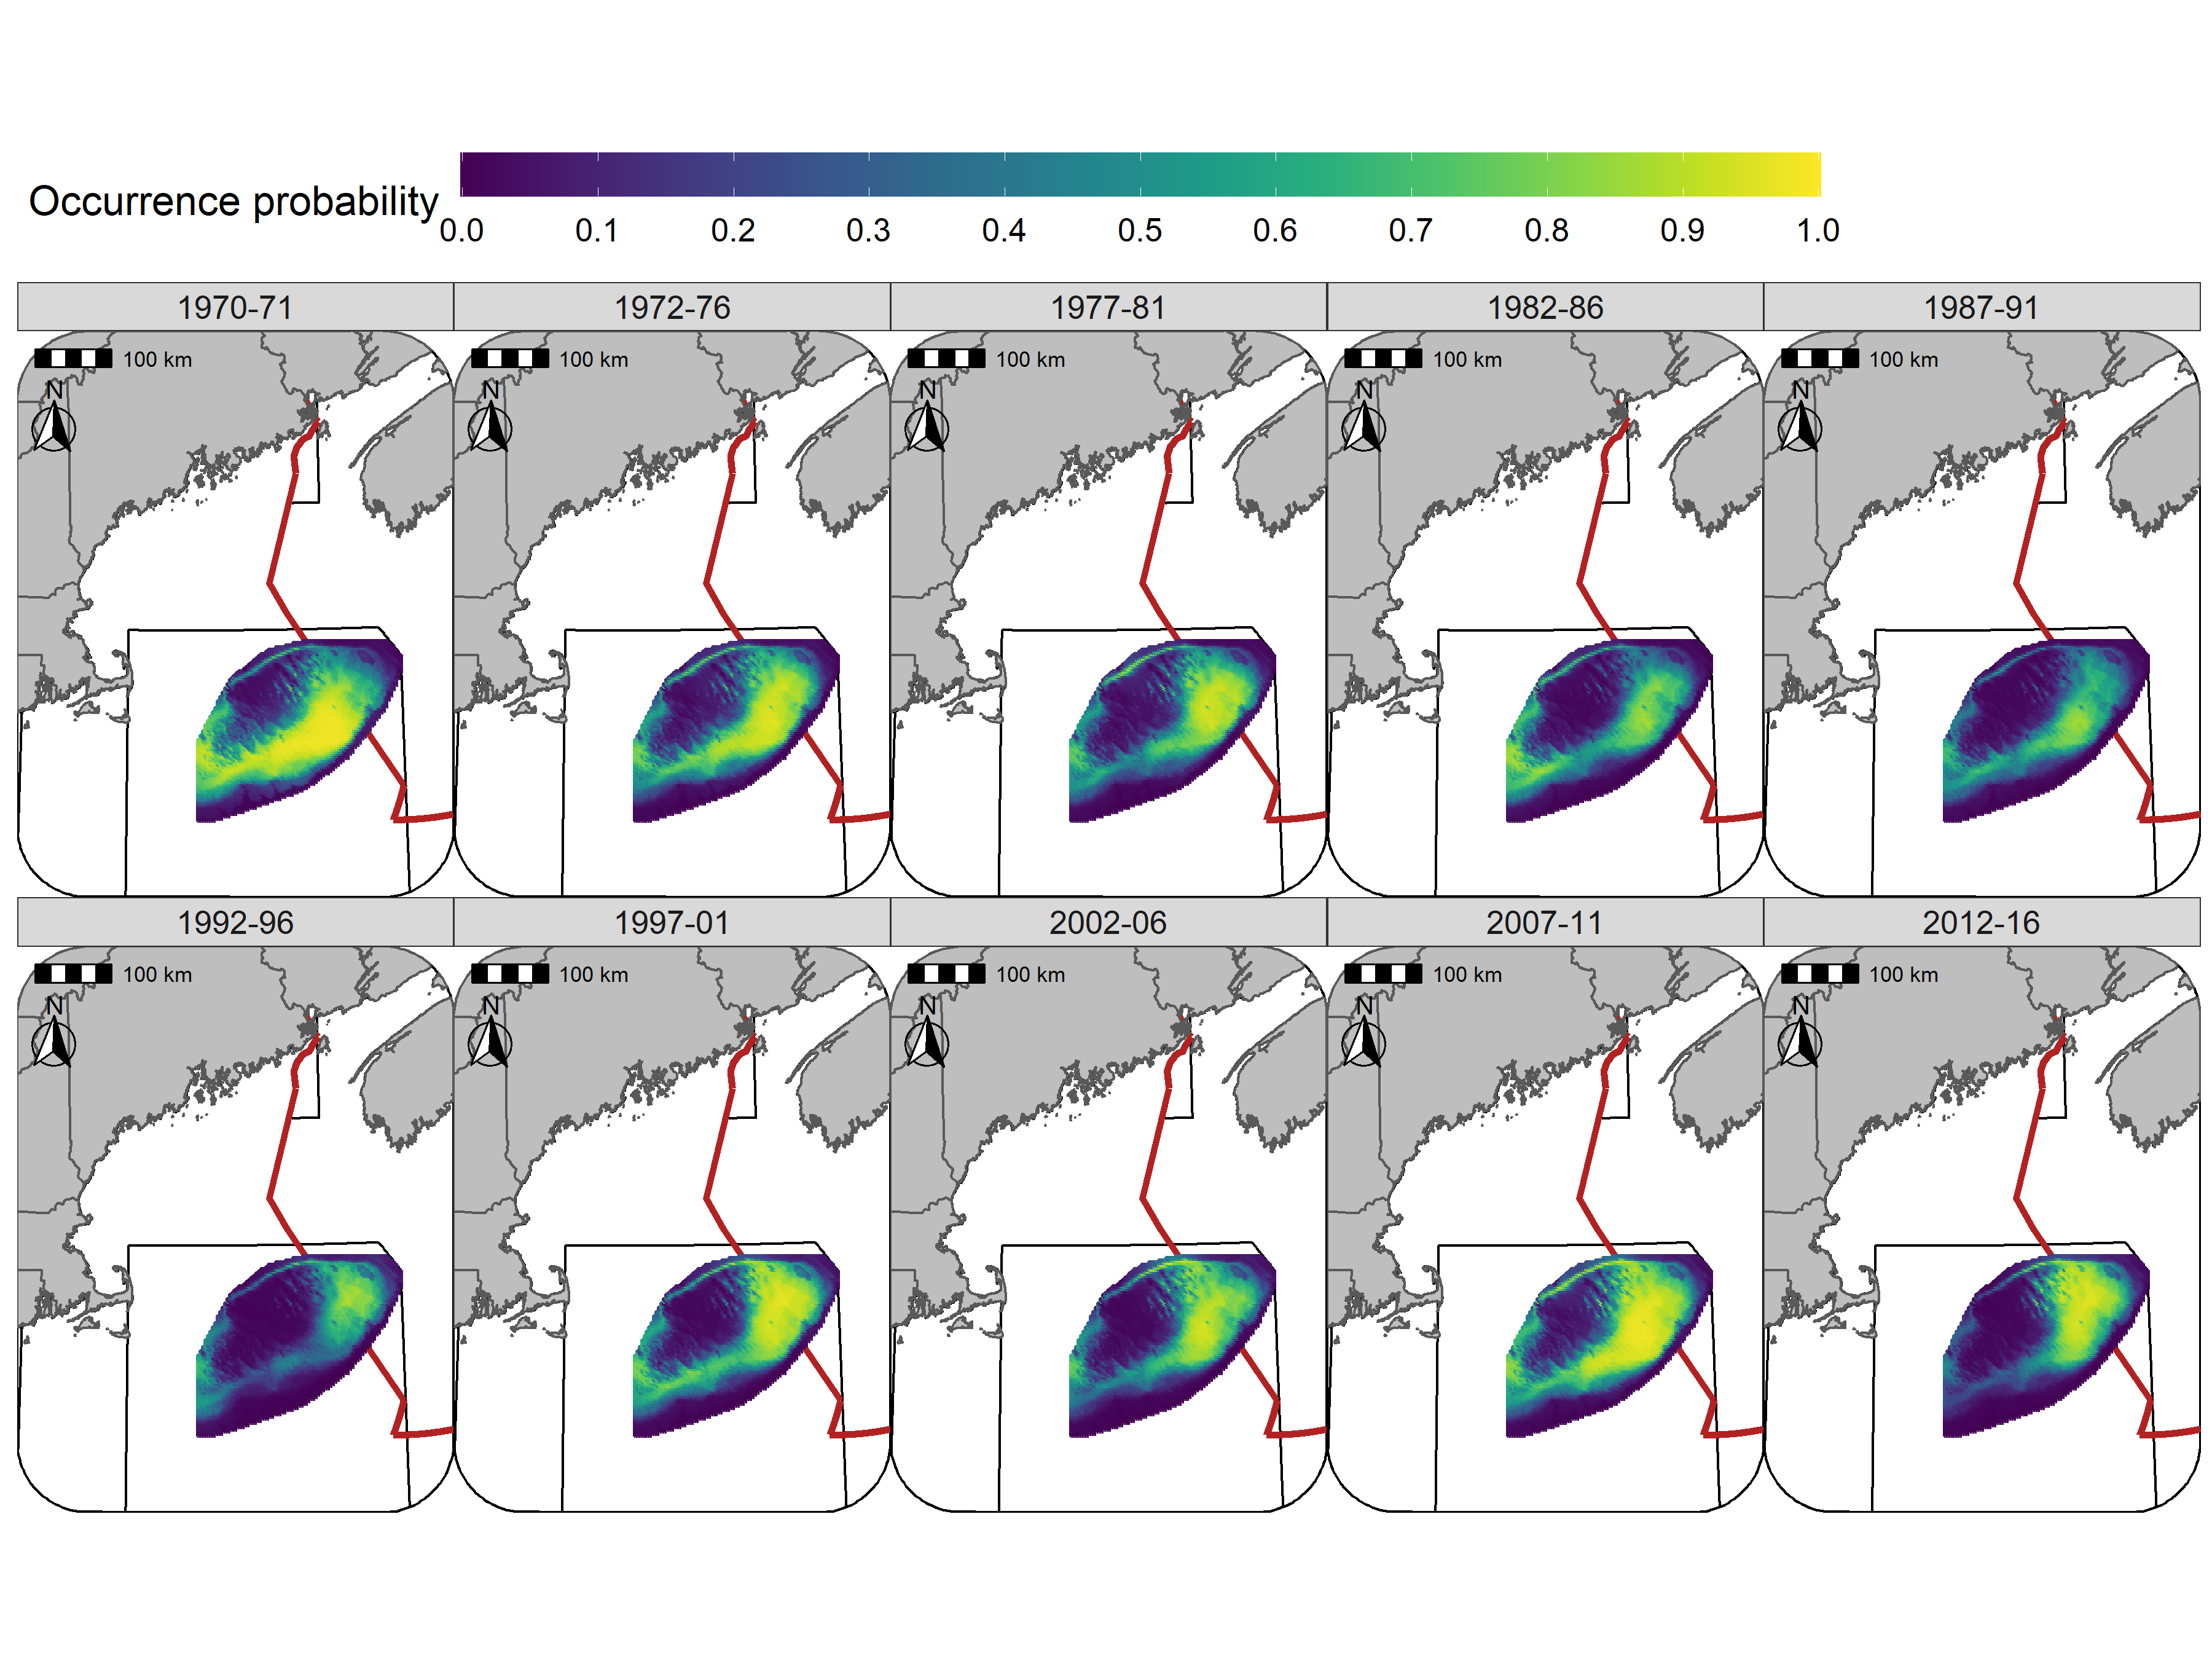 Occurrence probability
0.0 0.1 0.2 0.3 0.4 0.5 0.6 0.7 0.8 0.9 1.0
1970-71 1972-76 1977-81 1982-86 1987-91
100 km 100 km 100 km 100 km 100 km
N N N N N
1992-96 1997-01 2002-06 2007-11 2012-16
100 km 100 km 100 km 100 km 100 km
N N N N N